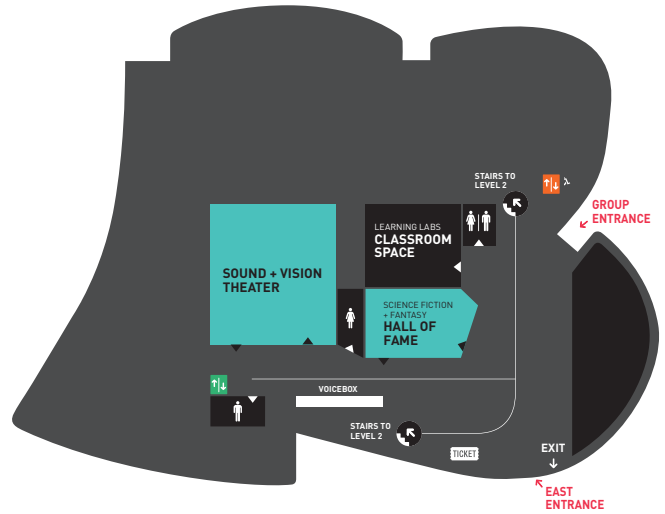 STAIRS TO
LEVEL 2
GROUP
ENTRANCE
LEARNING LABS
CLASSROOM
SPACE
SOUND + VISION
THEATER
SCIENCE FICTION
+ FANTASY
HALL OF
FAME
VOICEBOX
STAIRS TO
LEVEL 2
TICKET
EXIT
EAST
ENTRANCE